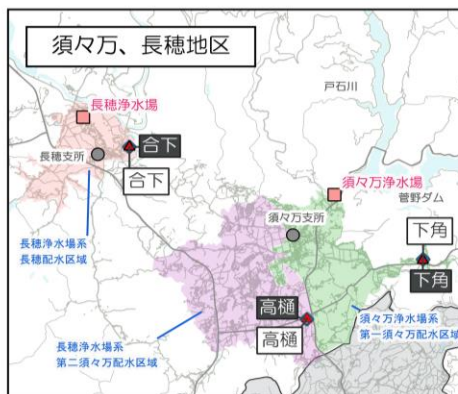 須々万、長穂地区
戸石川
長穂浄水場
合下
長穂支所
合下
須々万浄水場
菅野ダム
須々万支所
下角
下角
長穂浄水場系
長穂配水区域
高樋
高樋
須々万浄水場系
第一須々万配水区域
長穂浄水場系
第二須々万配水区域